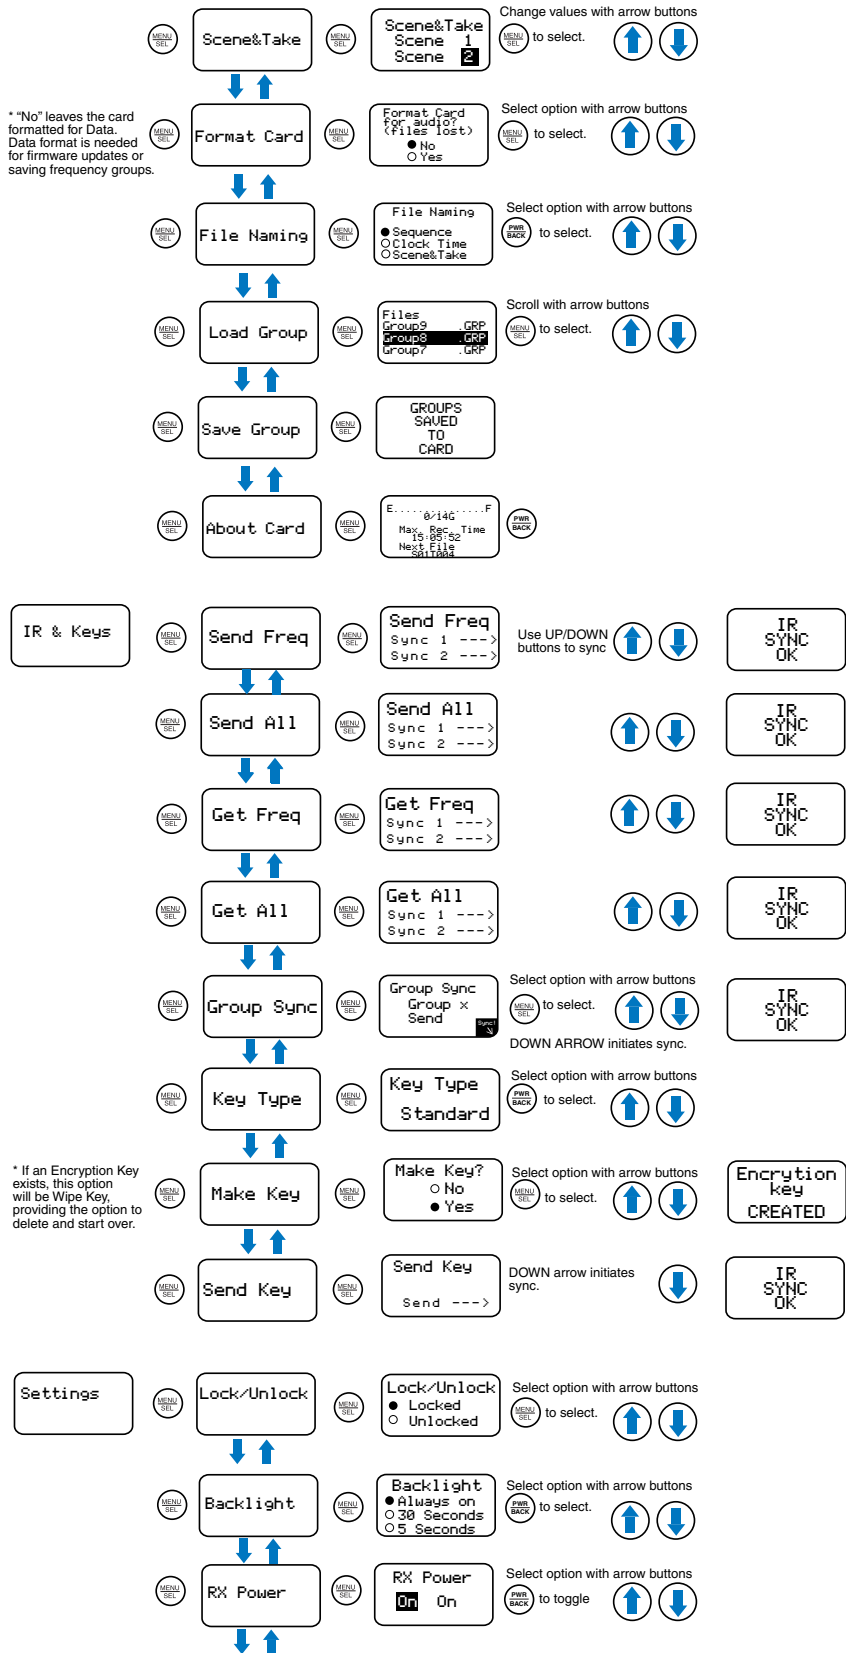 Change values with arrow buttons
MENU
SEL
Scene&Take
MENU
SEL
Scene&Take
Scene 1
Scene 2
MENU
SEL
to select.
* "No" leaves the card
formatted for Data.
Data format is needed
for firmware updates or
saving frequency groups.
MENU
SEL
Format Card
MENU
SEL
Format Card
for audio?
(files lost)
No
Yes
Select option with arrow buttons
MENU
SEL
to select.
MENU
SEL
File Naming
MENU
SEL
File Naming
Sequence
Clock Time
Scene&Take
Select option with arrow buttons
PWR
BACK
to select.
MENU
SEL
Load Group
MENU
SEL
Files
Group9 .GRP
Group8 .GRP
Group7 .GRP
Scroll with arrow buttons
MENU
SEL
to select.
MENU
SEL
Save Group
MENU
SEL
GROUPS
SAVED
TO
CARD
MENU
SEL
About Card
MENU
SEL
E...............F
0/14G
Max. Rec. Time
15:05:52
Next File
S01T004
PWR
BACK
IR & Keys
MENU
SEL
Send Freq
MENU
SEL
Send Freq
Sync 1 --->
Sync 2 --->
Use UP/DOWN
buttons to sync
IR
SYNC
OK
MENU
SEL
Send All
MENU
SEL
Send All
Sync 1 --->
Sync 2 --->
IR
SYNC
OK
MENU
SEL
Get Freq
MENU
SEL
Get Freq
Sync 1 --->
Sync 2 --->
IR
SYNC
OK
MENU
SEL
Get All
MENU
SEL
Get All
Sync 1 --->
Sync 2 --->
IR
SYNC
OK
MENU
SEL
Group Sync
MENU
SEL
Group Sync
Group x
Send
Sync!
Select option with arrow buttons
MENU
SEL
to select.
DOWN ARROW initiates sync.
IR
SYNC
OK
MENU
SEL
Key Type
MENU
SEL
Key Type
Standard
Select option with arrow buttons
PWR
BACK
to select.
* If an Encryption Key
exists, this option
will be Wipe Key,
providing the option to
delete and start over.
MENU
SEL
Make Key
MENU
SEL
Make Key?
No
Yes
Select option with arrow buttons
MENU
SEL
to select.
Encrytion
key
CREATED
MENU
SEL
Send Key
MENU
SEL
Send Key
Send --->
DOWN arrow initiates
sync.
IR
SYNC
OK
Settings
MENU
SEL
Lock/Unlock
MENU
SEL
Lock/Unlock
Locked
Unlocked
Select option with arrow buttons
MENU
SEL
to select.
MENU
SEL
Backlight
MENU
SEL
Backlight
Always on
30 Seconds
5 Seconds
Select option with arrow buttons
PWR
BACK
to select.
MENU
SEL
RX Power
MENU
SEL
RX Power
On On
Select option with arrow buttons
PWR
BACK
to toggle